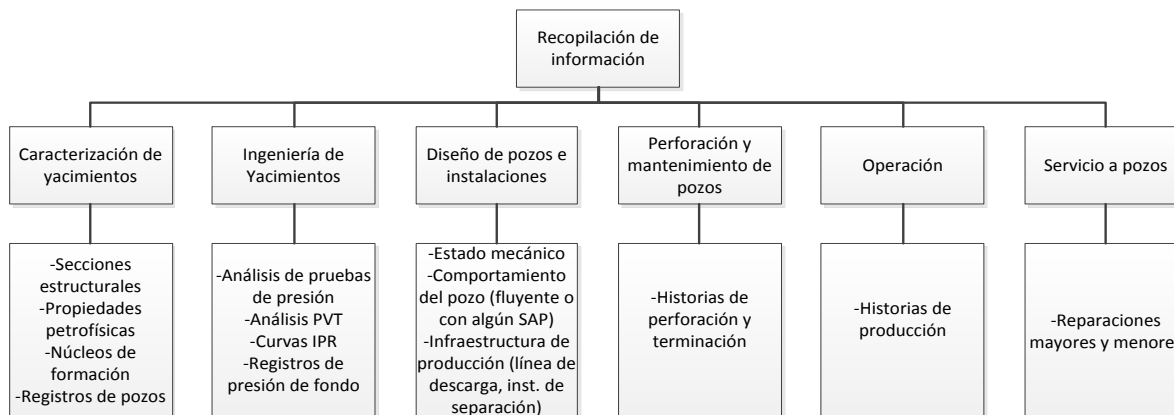 Recopilación de
información
Caracterización de
yacimientos
Ingeniería de
Yacimientos
Diseño de pozos e
instalaciones
Perforación y
mantenimiento de
pozos
Operación
Servicio a pozos
-Secciones
estructurales
-Propiedades
petrofísicas
-Núcleos de
formación
-Registros de pozos
-Análisis de pruebas
de presión
-Análisis PVT
-Curvas IPR
-Registros de
presión de fondo
-Estado mecánico
-Comportamiento
del pozo (fluyente o
con algún SAP)
-Infraestructura de
producción (línea de
descarga, inst. de
separación)
-Historias de
perforación y
terminación
-Historias de
producción
-Reparaciones
mayores y menores